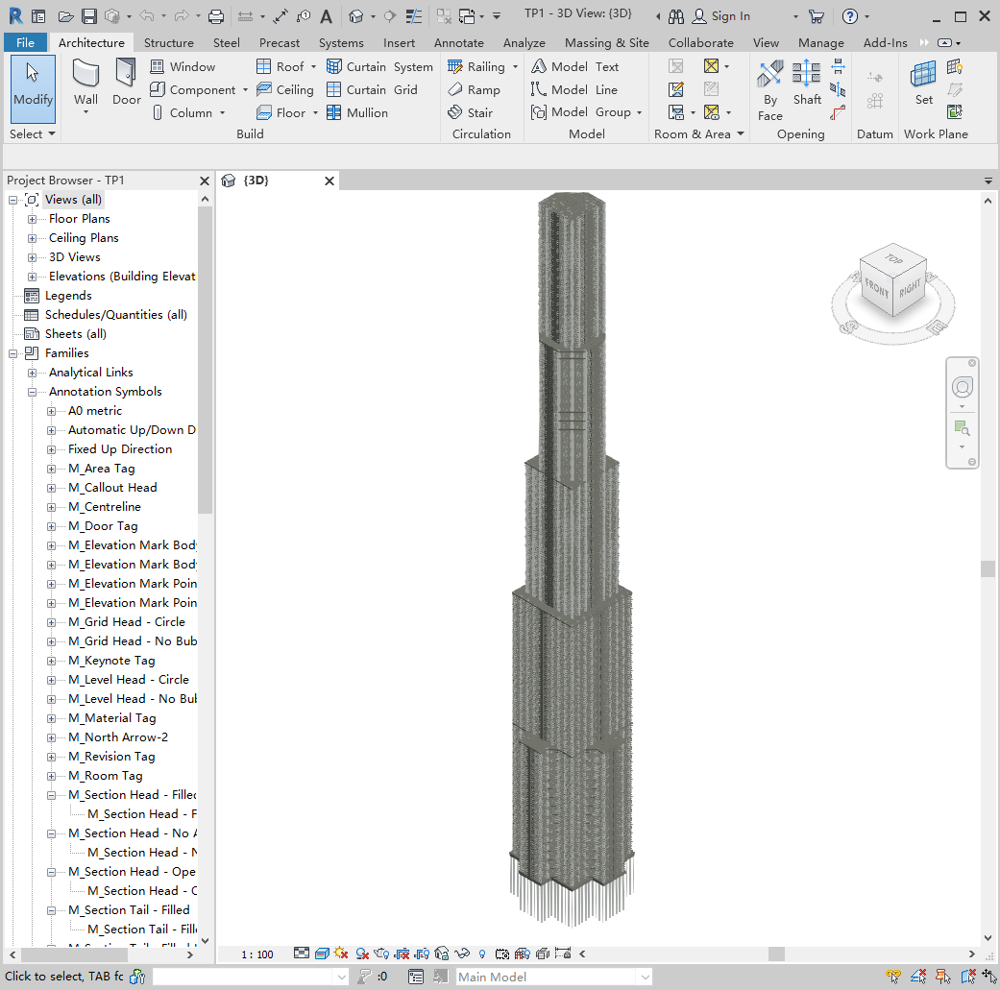 TP1 - 3D View: {3D}
Sign In
File Architecture Structure Steel Precast Systems Insert Annotate Analyze Massing & Site Collaborate View Manage Add-Ins
Modify
Wall
Door
Window
Component
Column
Roof
Ceiling
Floor
Curtain System
Curtain Grid
Mullion
Railing
Ramp
Stair
Model Text
Model Line
Model Group
By
Face
Shaft
Set
Select
Build
Circulation
Model
Room & Area
Opening
Datum
Work Plane
Project Browser - TP1
{3D}
Views (all)
Floor Plans
Ceiling Plans
3D Views
Elevations (Building Elevat
Legends
Schedules/Quantities (all)
Sheets (all)
Families
Analytical Links
Annotation Symbols
A0 metric
Automatic Up/Down D
Fixed Up Direction
M_Area Tag
M_Callout Head
M_Centreline
M_Door Tag
M_Elevation Mark Body
M_Elevation Mark Body
M_Elevation Mark Poin
M_Elevation Mark Poin
M_Grid Head - Circle
M_Grid Head - No Bub
M_Keynote Tag
M_Level Head - Circle
M_Level Head - No Bub
M_Material Tag
M_North Arrow-2
M_Revision Tag
M_Room Tag
M_Section Head - Filled
M_Section Head - F
M_Section Head - No A
M_Section Head - N
M_Section Head - Ope
M_Section Head - O
M_Section Tail - Filled
M_Section Tail - Fille
TOP
FRONT
RIGHT
1 : 100
Click to select, TAB fo
:0
Main Model